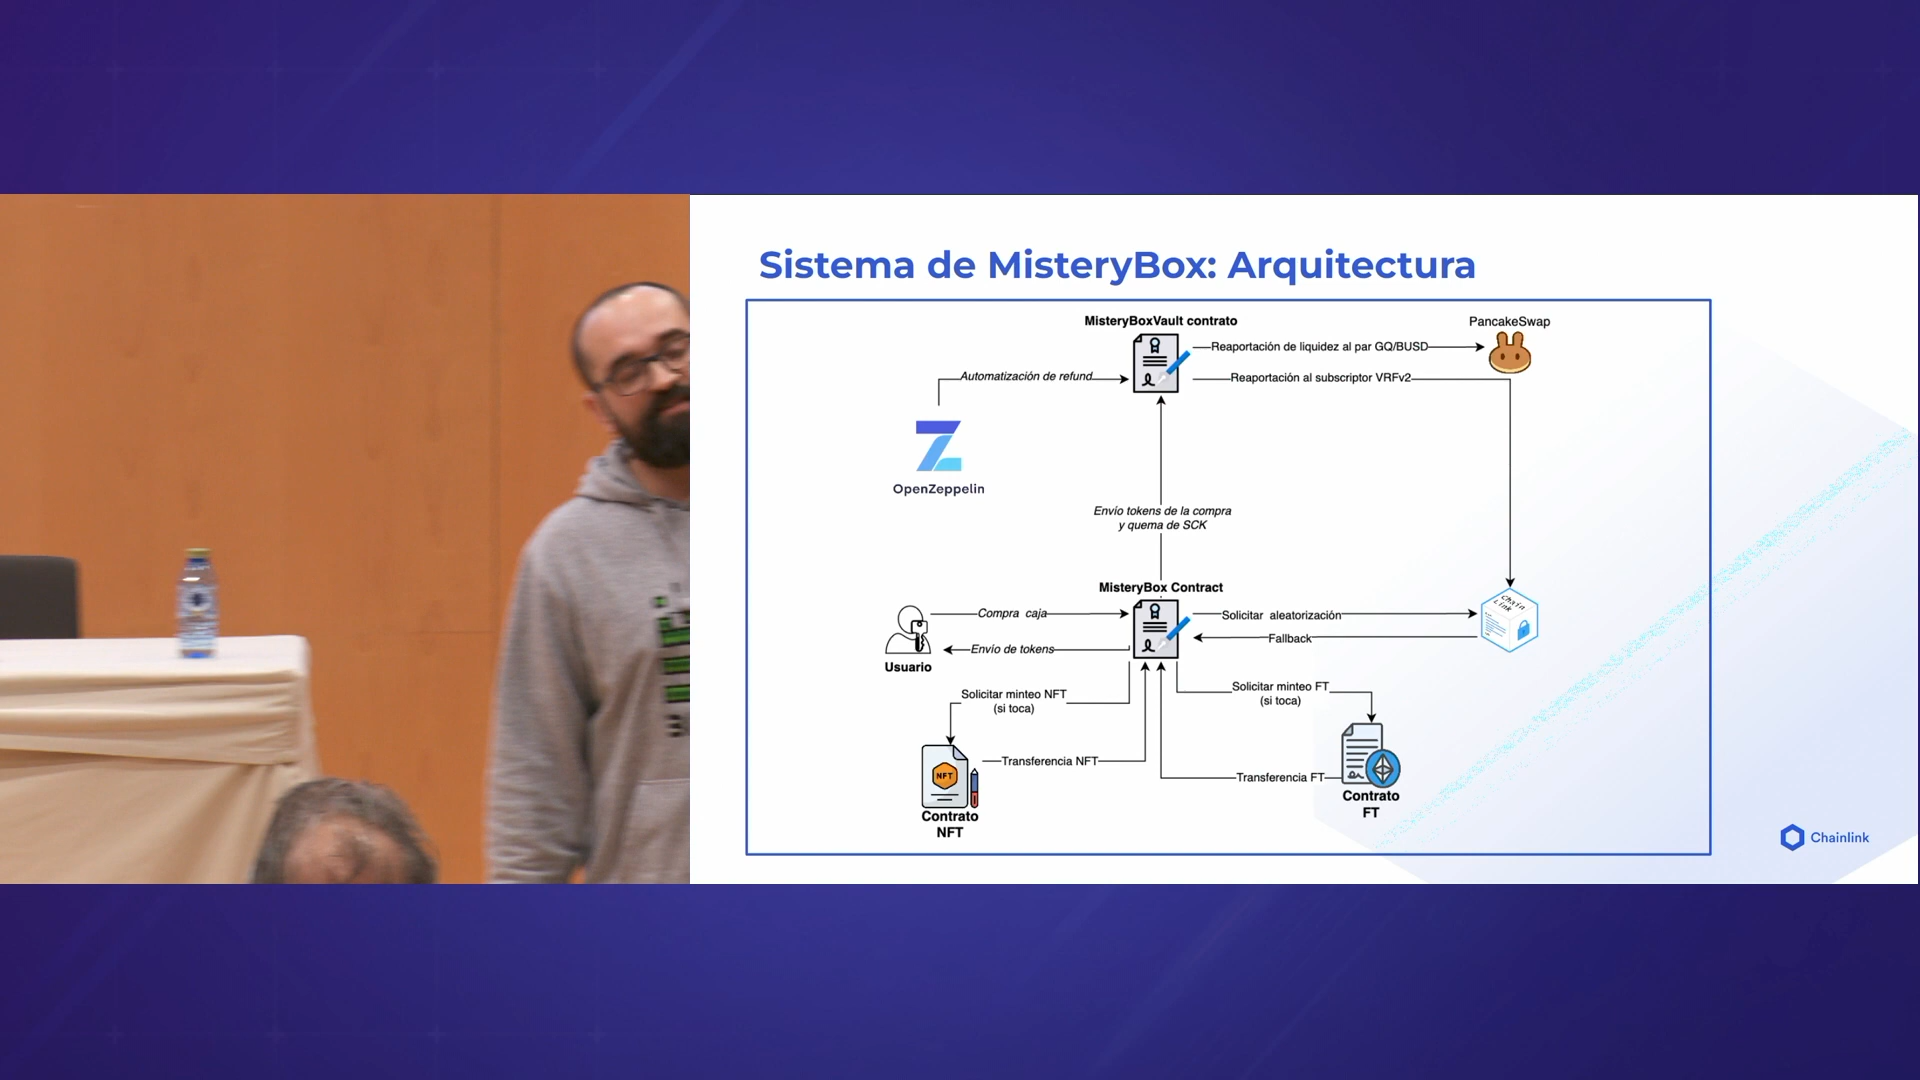 Sistema de MisteryBox: Arquitectura
MisteryBoxVault contrato
PancakeSwap
Reaportación de liquidez al par GQ/BUSD
Automatización de refund
Reaportación al subscriptor VRFv2
OpenZeppelin
Envío tokens de la compra
y quema de SCK
MisteryBox Contract
Chain
Link
Compra caja
Solicitar aleatorización
Fallback
Envío de tokens
Usuario
Solicitar minteo NFT
(si toca)
Solicitar minteo FT
(si toca)
Transferencia NFT
NFT
Transferencia FT
Contrato
NFT
Contrato
FT
Chainlink